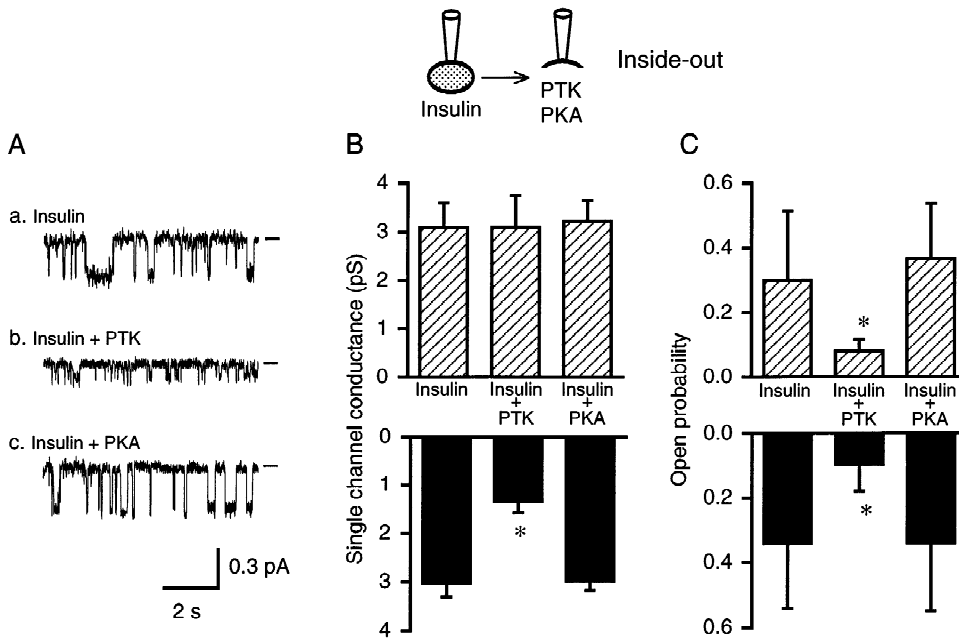 Inside-out
Insulin
PTK
PKA
A
a. Insulin
b. Insulin + PTK
c. Insulin + PKA
0.3 pA
2 s
B
Single channel conductance (pS)
4
3
2
1
0
Insulin
Insulin
+
PTK
Insulin
+
PKA
0
1
2
3
4
*
C
Open probability
0.6
0.4
0.2
0.0
*
Insulin
Insulin
+
PTK
Insulin
+
PKA
0.0
0.2
0.4
0.6
*